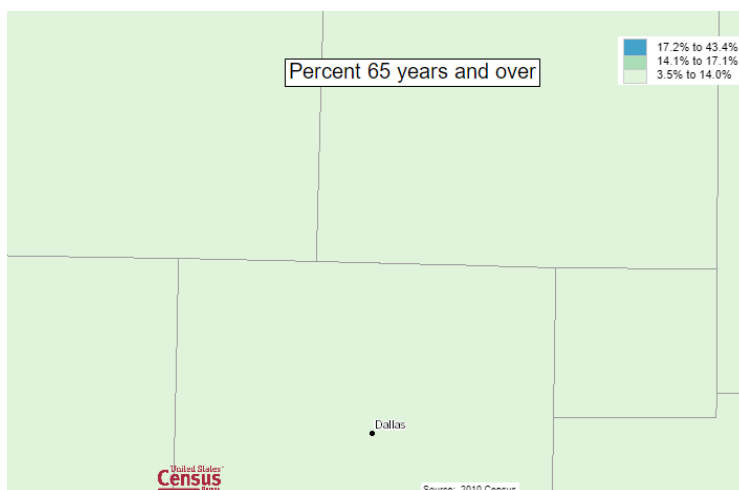 Percent 65 years and over
17.2% to 43.4%
14.1% to 17.1%
3.5% to 14.0%
Dallas
United States
Census
Source: 2010 Census